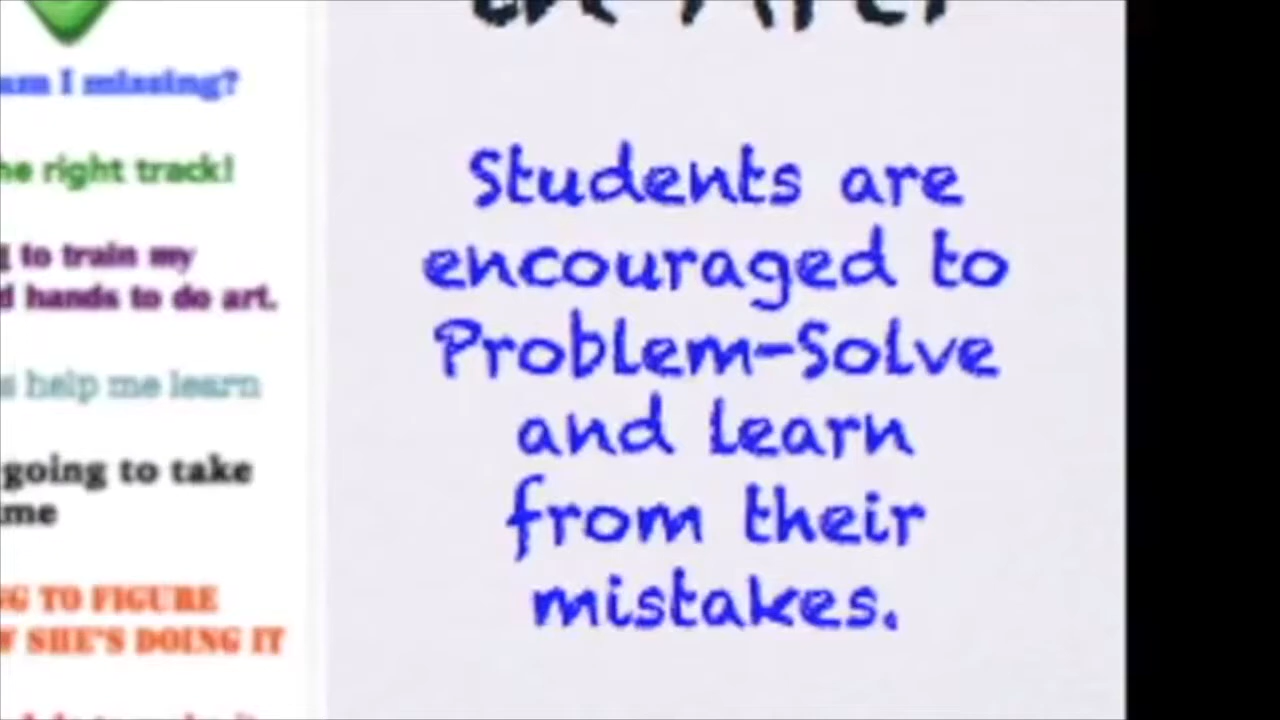 am I missing?
he right track!
to train my
d hands to do art.
help me learn
going to take
me
G TO FIGURE
W SHE'S DOING IT
Students are
encouraged to
Problem-Solve
and learn
from their
mistakes.